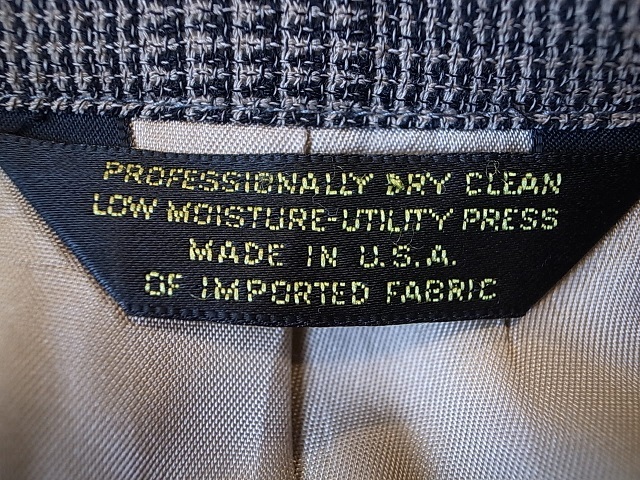 PROFESSIONALLY DRY CLEAN
LOW MOISTURE-UTILITY PRESS
MADE IN U.S.A.
OF IMPORTED FABRIC